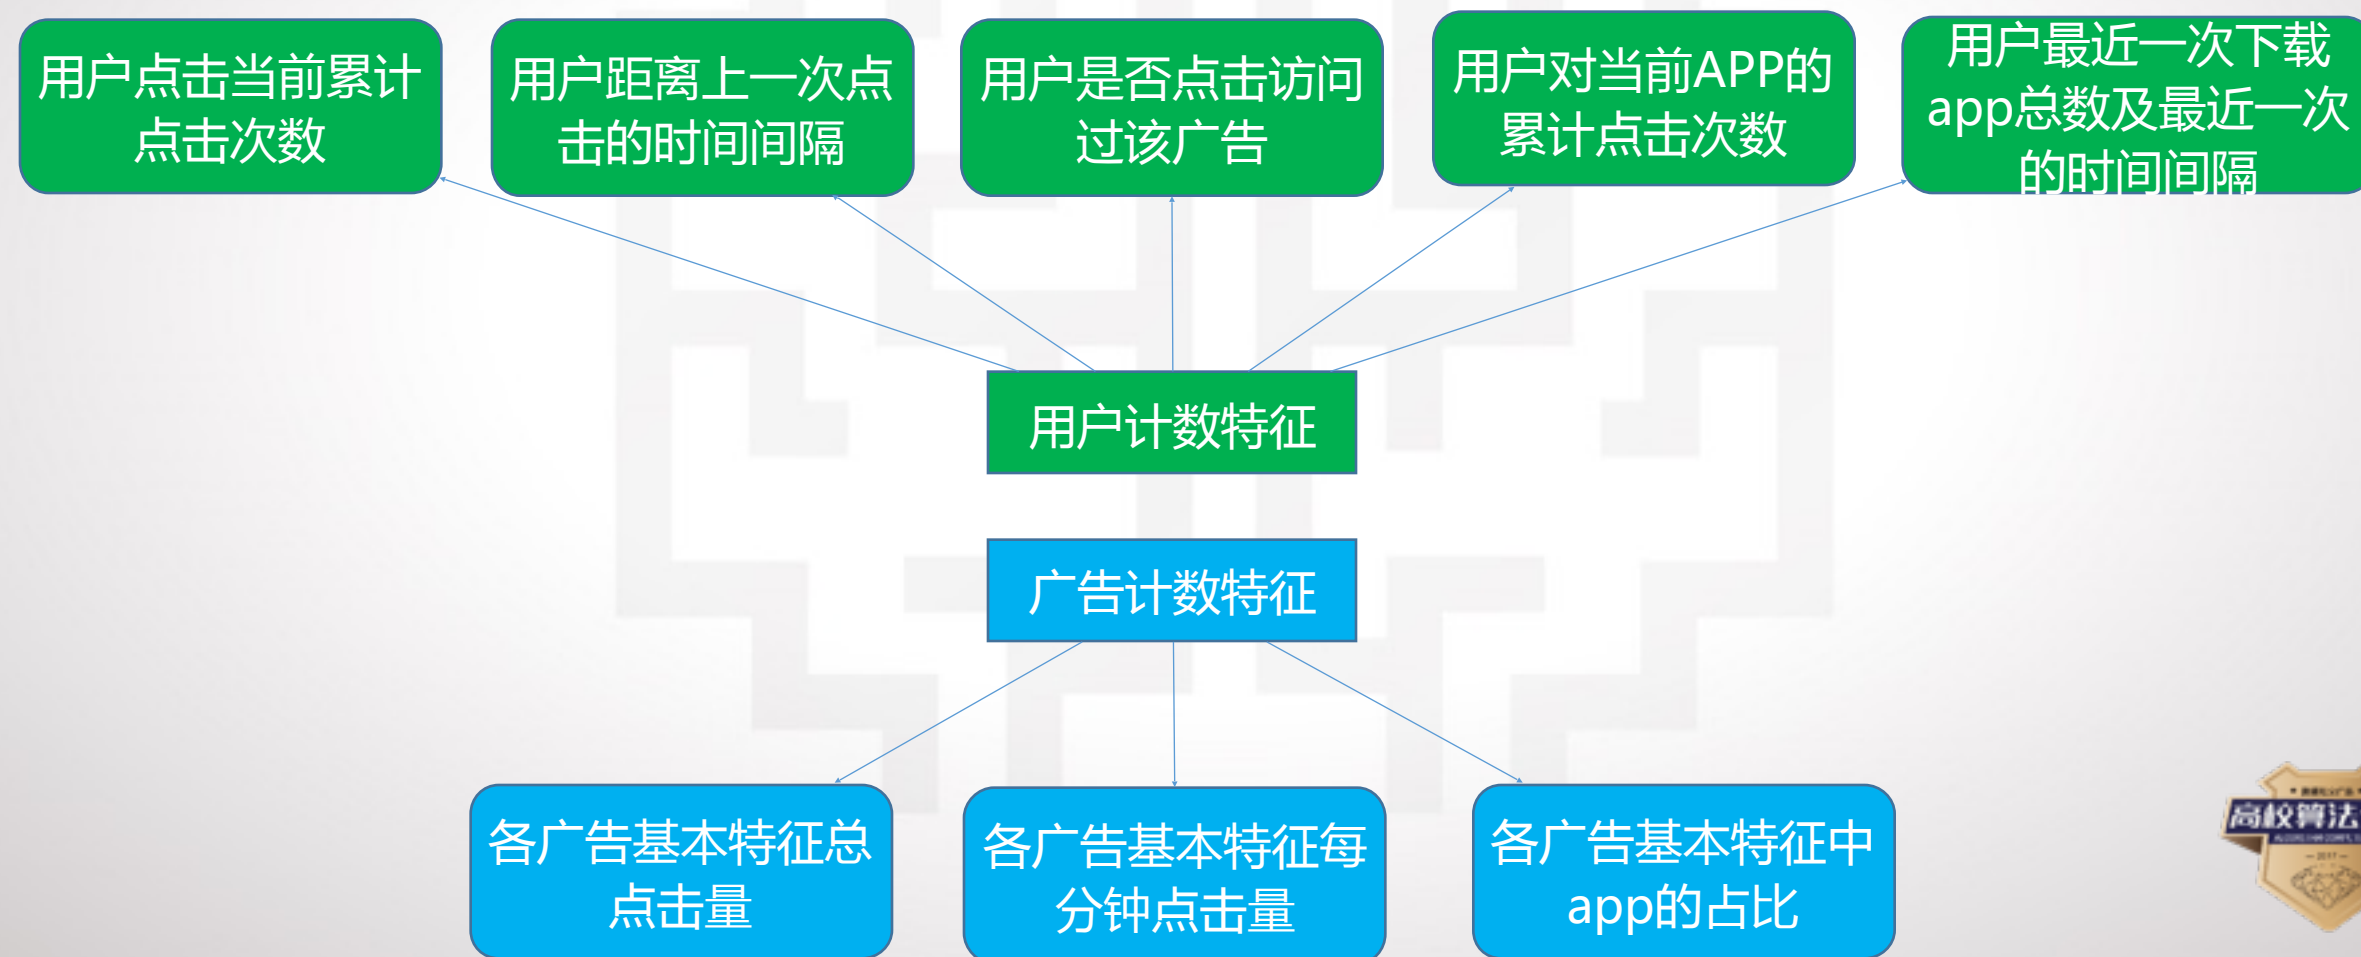 用户点击当前累计
点击次数
用户距离上一次点
击的时间间隔
用户是否点击访问
过该广告
用户对当前APP的
累计点击次数
用户最近一次下载
app总数及最近一次
的时间间隔
用户计数特征
广告计数特征
各广告基本特征总
点击量
各广告基本特征每
分钟点击量
各广告基本特征中
app的占比
高校算法
2017